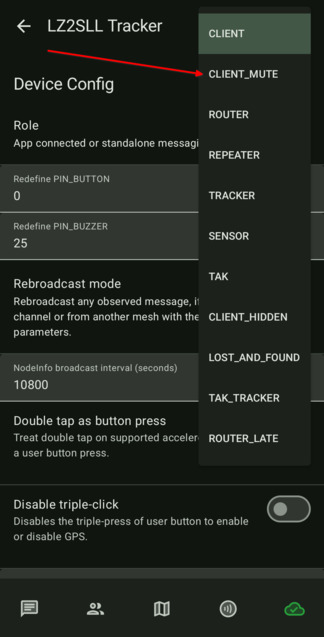 LZ2SLL Tracker
Device Config
Role
App connected or standalone messagi
Redefine PIN_BUTTON
0
Redefine PIN_BUZZER
25
Rebroadcast mode
Rebroadcast any observed message, i
channel or from another mesh with the
parameters.
NodeInfo broadcast interval (seconds)
10800
Double tap as button press
Treat double tap on supported acceler
a user button press.
Disable triple-click
Disables the triple-press of user button to enable
or disable GPS.
CLIENT
CLIENT_MUTE
ROUTER
REPEATER
TRACKER
SENSOR
TAK
CLIENT_HIDDEN
LOST_AND_FOUND
TAK_TRACKER
ROUTER_LATE